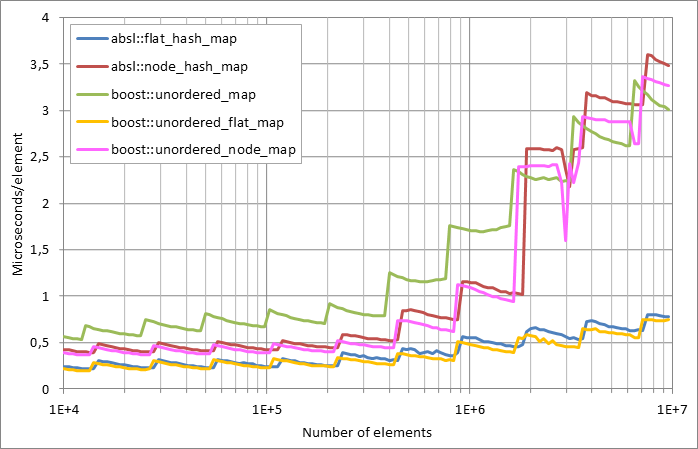 4
3,5
3
2,5
2
1,5
1
0,5
0
Microseconds/element
absl::flat_hash_map
absl::node_hash_map
boost::unordered_map
boost::unordered_flat_map
boost::unordered_node_map
1E+4
1E+5
1E+6
1E+7
Number of elements